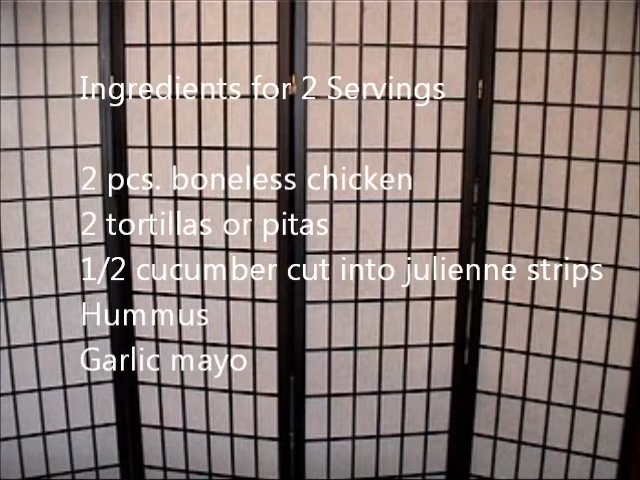 Ingredients for 2 Servings
2 pcs. boneless chicken
2 tortillas or pitas
1/2 cucumber cut into julienne strips
Hummus
Garlic mayo